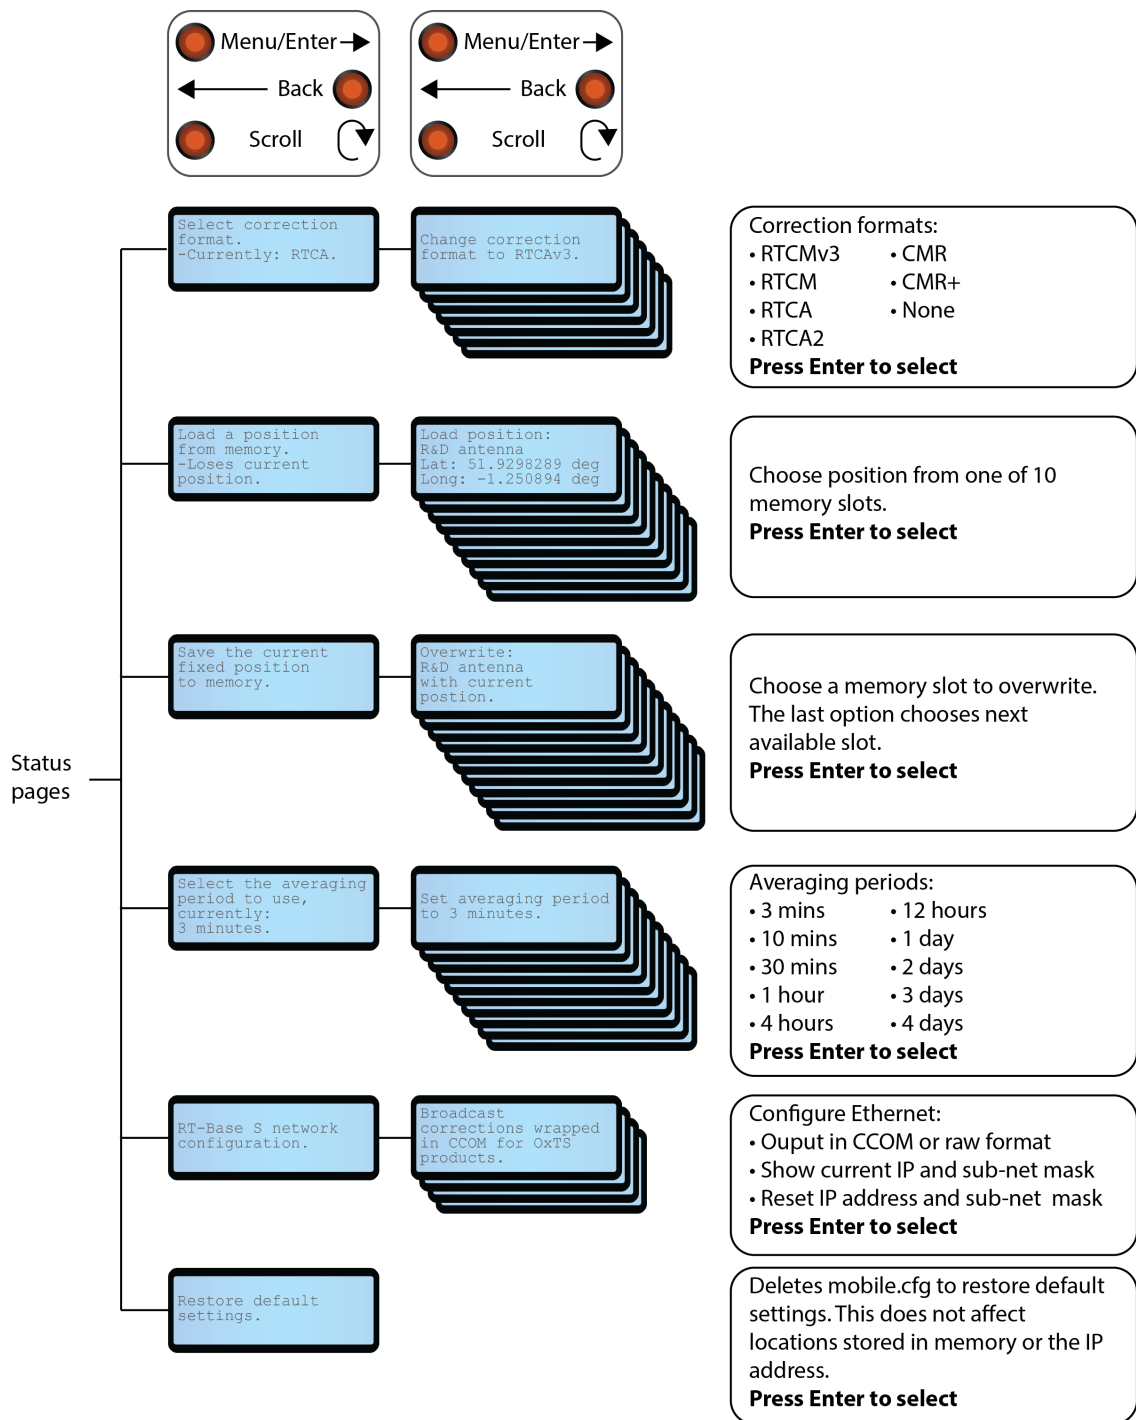 Menu/Enter
Back
Scroll
Menu/Enter
Back
Scroll
Status
pages
Select correction
format.
-Currently: RTCA.
Change correction
format to RTCAv3.
Correction formats:
• RTCMv3 • CMR
• RTCM • CMR+
• RTCA • None
• RTCA2
Press Enter to select
Load a position
from memory.
-Loses current
position.
Load position:
R&D antenna
Lat: 51.9298289 deg
Long: -1.250894 deg
Choose position from one of 10
memory slots.
Press Enter to select
Save the current
fixed position
to memory.
Overwrite:
R&D antenna
with current
postion.
Choose a memory slot to overwrite.
The last option chooses next
available slot.
Press Enter to select
Select the averaging
period to use,
currently:
3 minutes.
Set averaging period
to 3 minutes.
Averaging periods:
• 3 mins • 12 hours
• 10 mins • 1 day
• 30 mins • 2 days
• 1 hour • 3 days
• 4 hours • 4 days
Press Enter to select
RT-Base S network
configuration.
Broadcast
corrections wrapped
in CCOM for OxTS
products.
Configure Ethernet:
• Ouput in CCOM or raw format
• Show current IP and sub-net mask
• Reset IP address and sub-net mask
Press Enter to select
Restore default
settings.
Deletes mobile.cfg to restore default
settings. This does not affect
locations stored in memory or the IP
address.
Press Enter to select